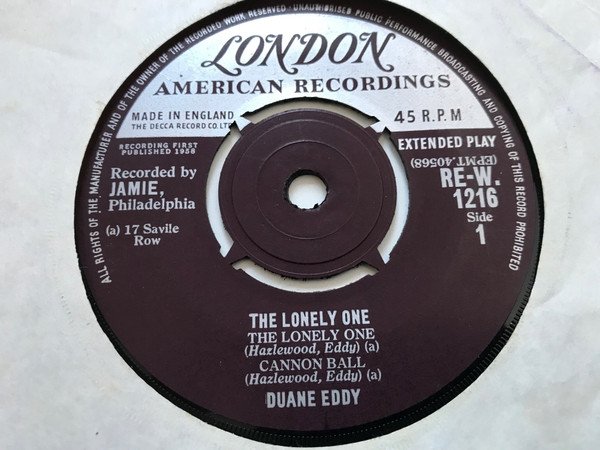 ALL RIGHTS OF THE MANUFACTURER AND OF THE OWNER OF THE RECORDED WORK RESERVED UNAUTHORISED PUBLIC PERFORMANCE BROADCASTING AND COPYING OF THIS RECORD PROHIBITED
LONDON
AMERICAN RECORDINGS
MADE IN ENGLAND
THE DECCA RECORD CO. LTD
45 R.P.M
RECORDING FIRST
PUBLISHED 1958
EXTENDED PLAY
(EPMT.40568)
Recorded by
JAMIE,
Philadelphia
RE-W.
1216
(a) 17 Savile
Row
Side
1
THE LONELY ONE
THE LONELY ONE
(Hazlewood, Eddy) (a)
CANNON BALL
(Hazlewood, Eddy) (a)
DUANE EDDY